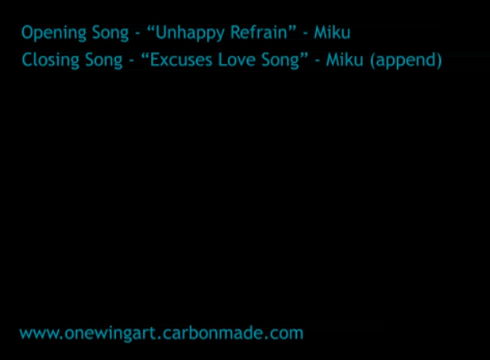 Opening Song - “Unhappy Refrain” - Miku
Closing Song - “Excuses Love Song” - Miku (append)
www.onewingart.carbonmade.com